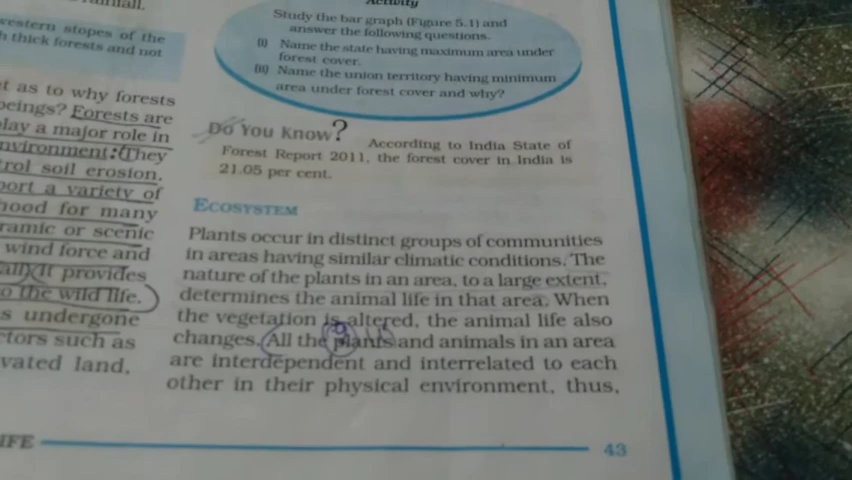 rainfall.
western slopes of the
thick forests and not
as to why forests
beings? Forests are
play a major role in
environment. They
trol soil erosion,
port a variety of
hood for many
ramic or scenic
wind force and
It provides
to the wild life.
s undergone
ctors such as
vated land,
Activity
Study the bar graph (Figure 5.1) and
answer the following questions.
(i) Name the state having maximum area under
forest cover.
(ii) Name the union territory having minimum
area under forest cover and why?
Do You Know?
According to India State of
Forest Report 2011, the forest cover in India is
21.05 per cent.
ECOSYSTEM
Plants occur in distinct groups of communities
in areas having similar climatic conditions. The
nature of the plants in an area, to a large extent,
determines the animal life in that area. When
the vegetation is altered, the animal life also
changes. All the plants and animals in an area
are interdependent and interrelated to each
other in their physical environment, thus,
IFE
43